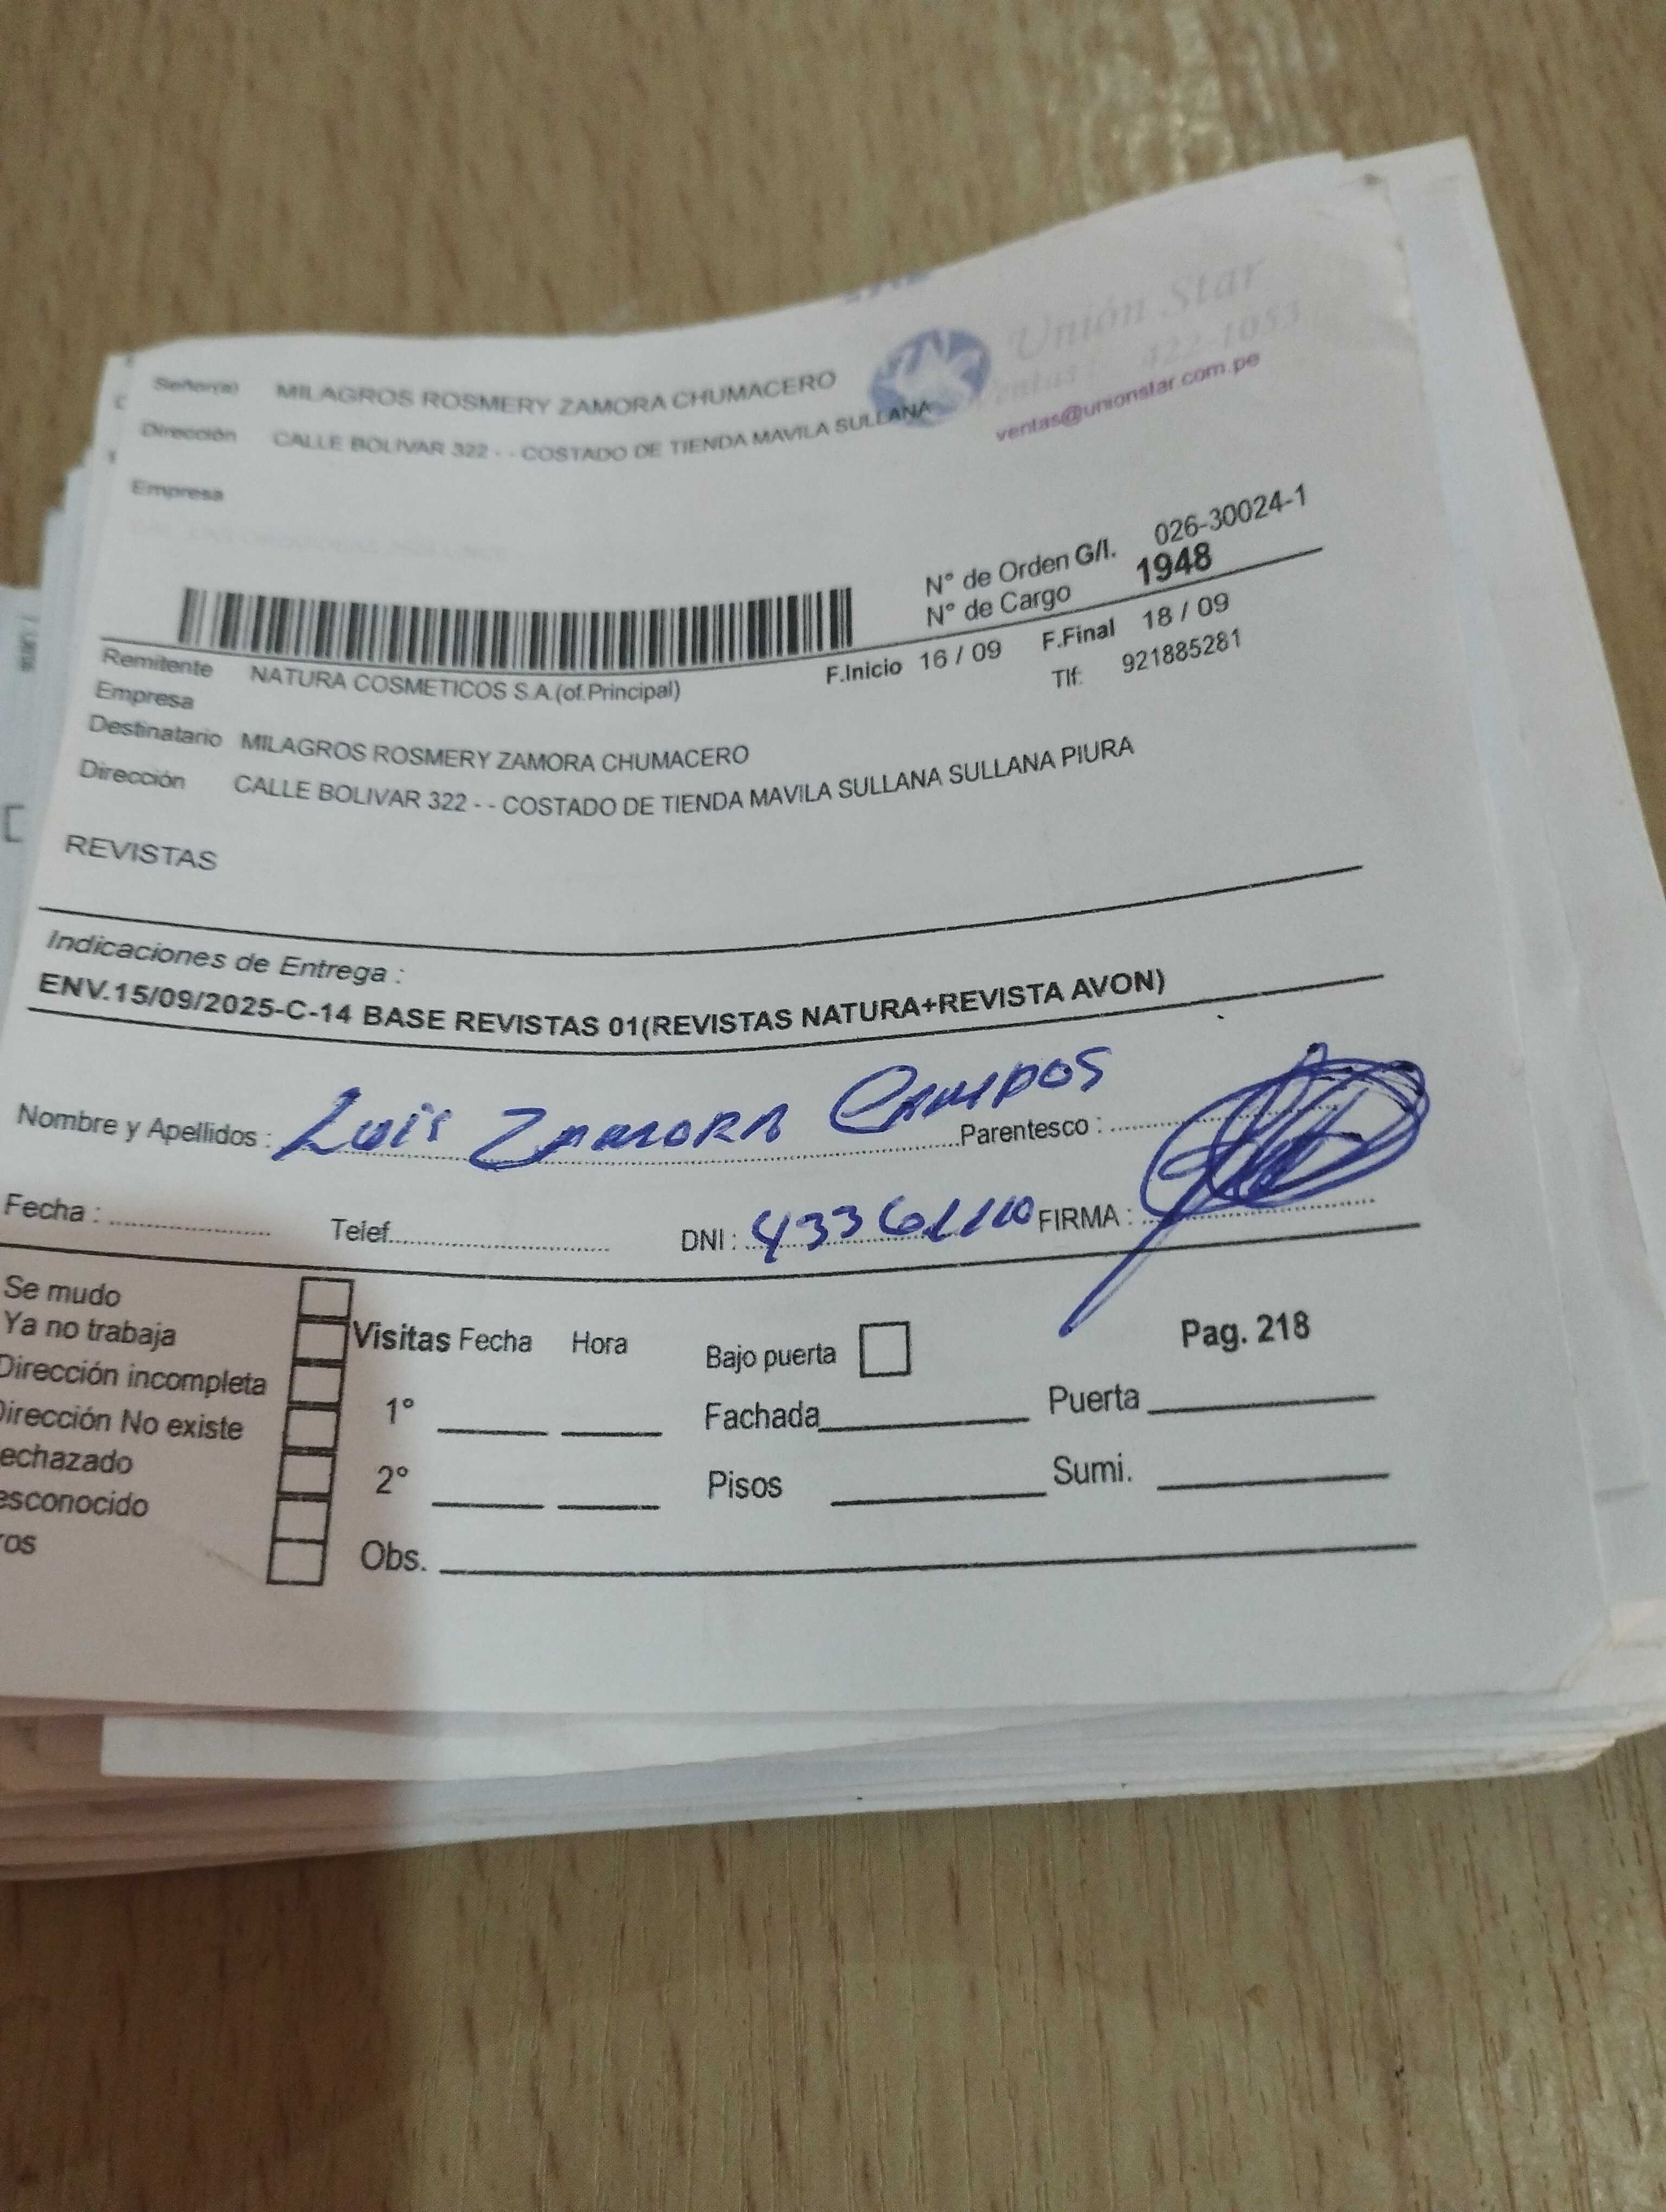 Unión Star
Ventas 422-1053
ventas@unionstar.com.pe
Señor(a) MILAGROS ROSMERY ZAMORA CHUMACERO
Dirección CALLE BOLIVAR 322 - - COSTADO DE TIENDA MAVILA SULLANA
Empresa
N° de Orden G/I. 026-30024-1
N° de Cargo 1948
F.Inicio 16 / 09 F.Final 18 / 09
Remitente NATURA COSMETICOS S.A.(of.Principal) Tlf: 921885281
Empresa
Destinatario MILAGROS ROSMERY ZAMORA CHUMACERO
Dirección CALLE BOLIVAR 322 - - COSTADO DE TIENDA MAVILA SULLANA SULLANA PIURA
REVISTAS
Indicaciones de Entrega :
ENV.15/09/2025-C-14 BASE REVISTAS 01(REVISTAS NATURA+REVISTA AVON)
Nombre y Apellidos : Luis ZAMORA CAMPOS Parentesco :
Fecha : Telef. DNI : FIRMA :
Se mudo
Ya no trabaja
Dirección incompleta
Dirección No existe
echazado
esconocido
ros
Visitas Fecha Hora Bajo puerta Pag. 218
1° Fachada Puerta
2° Pisos Sumi.
Obs.